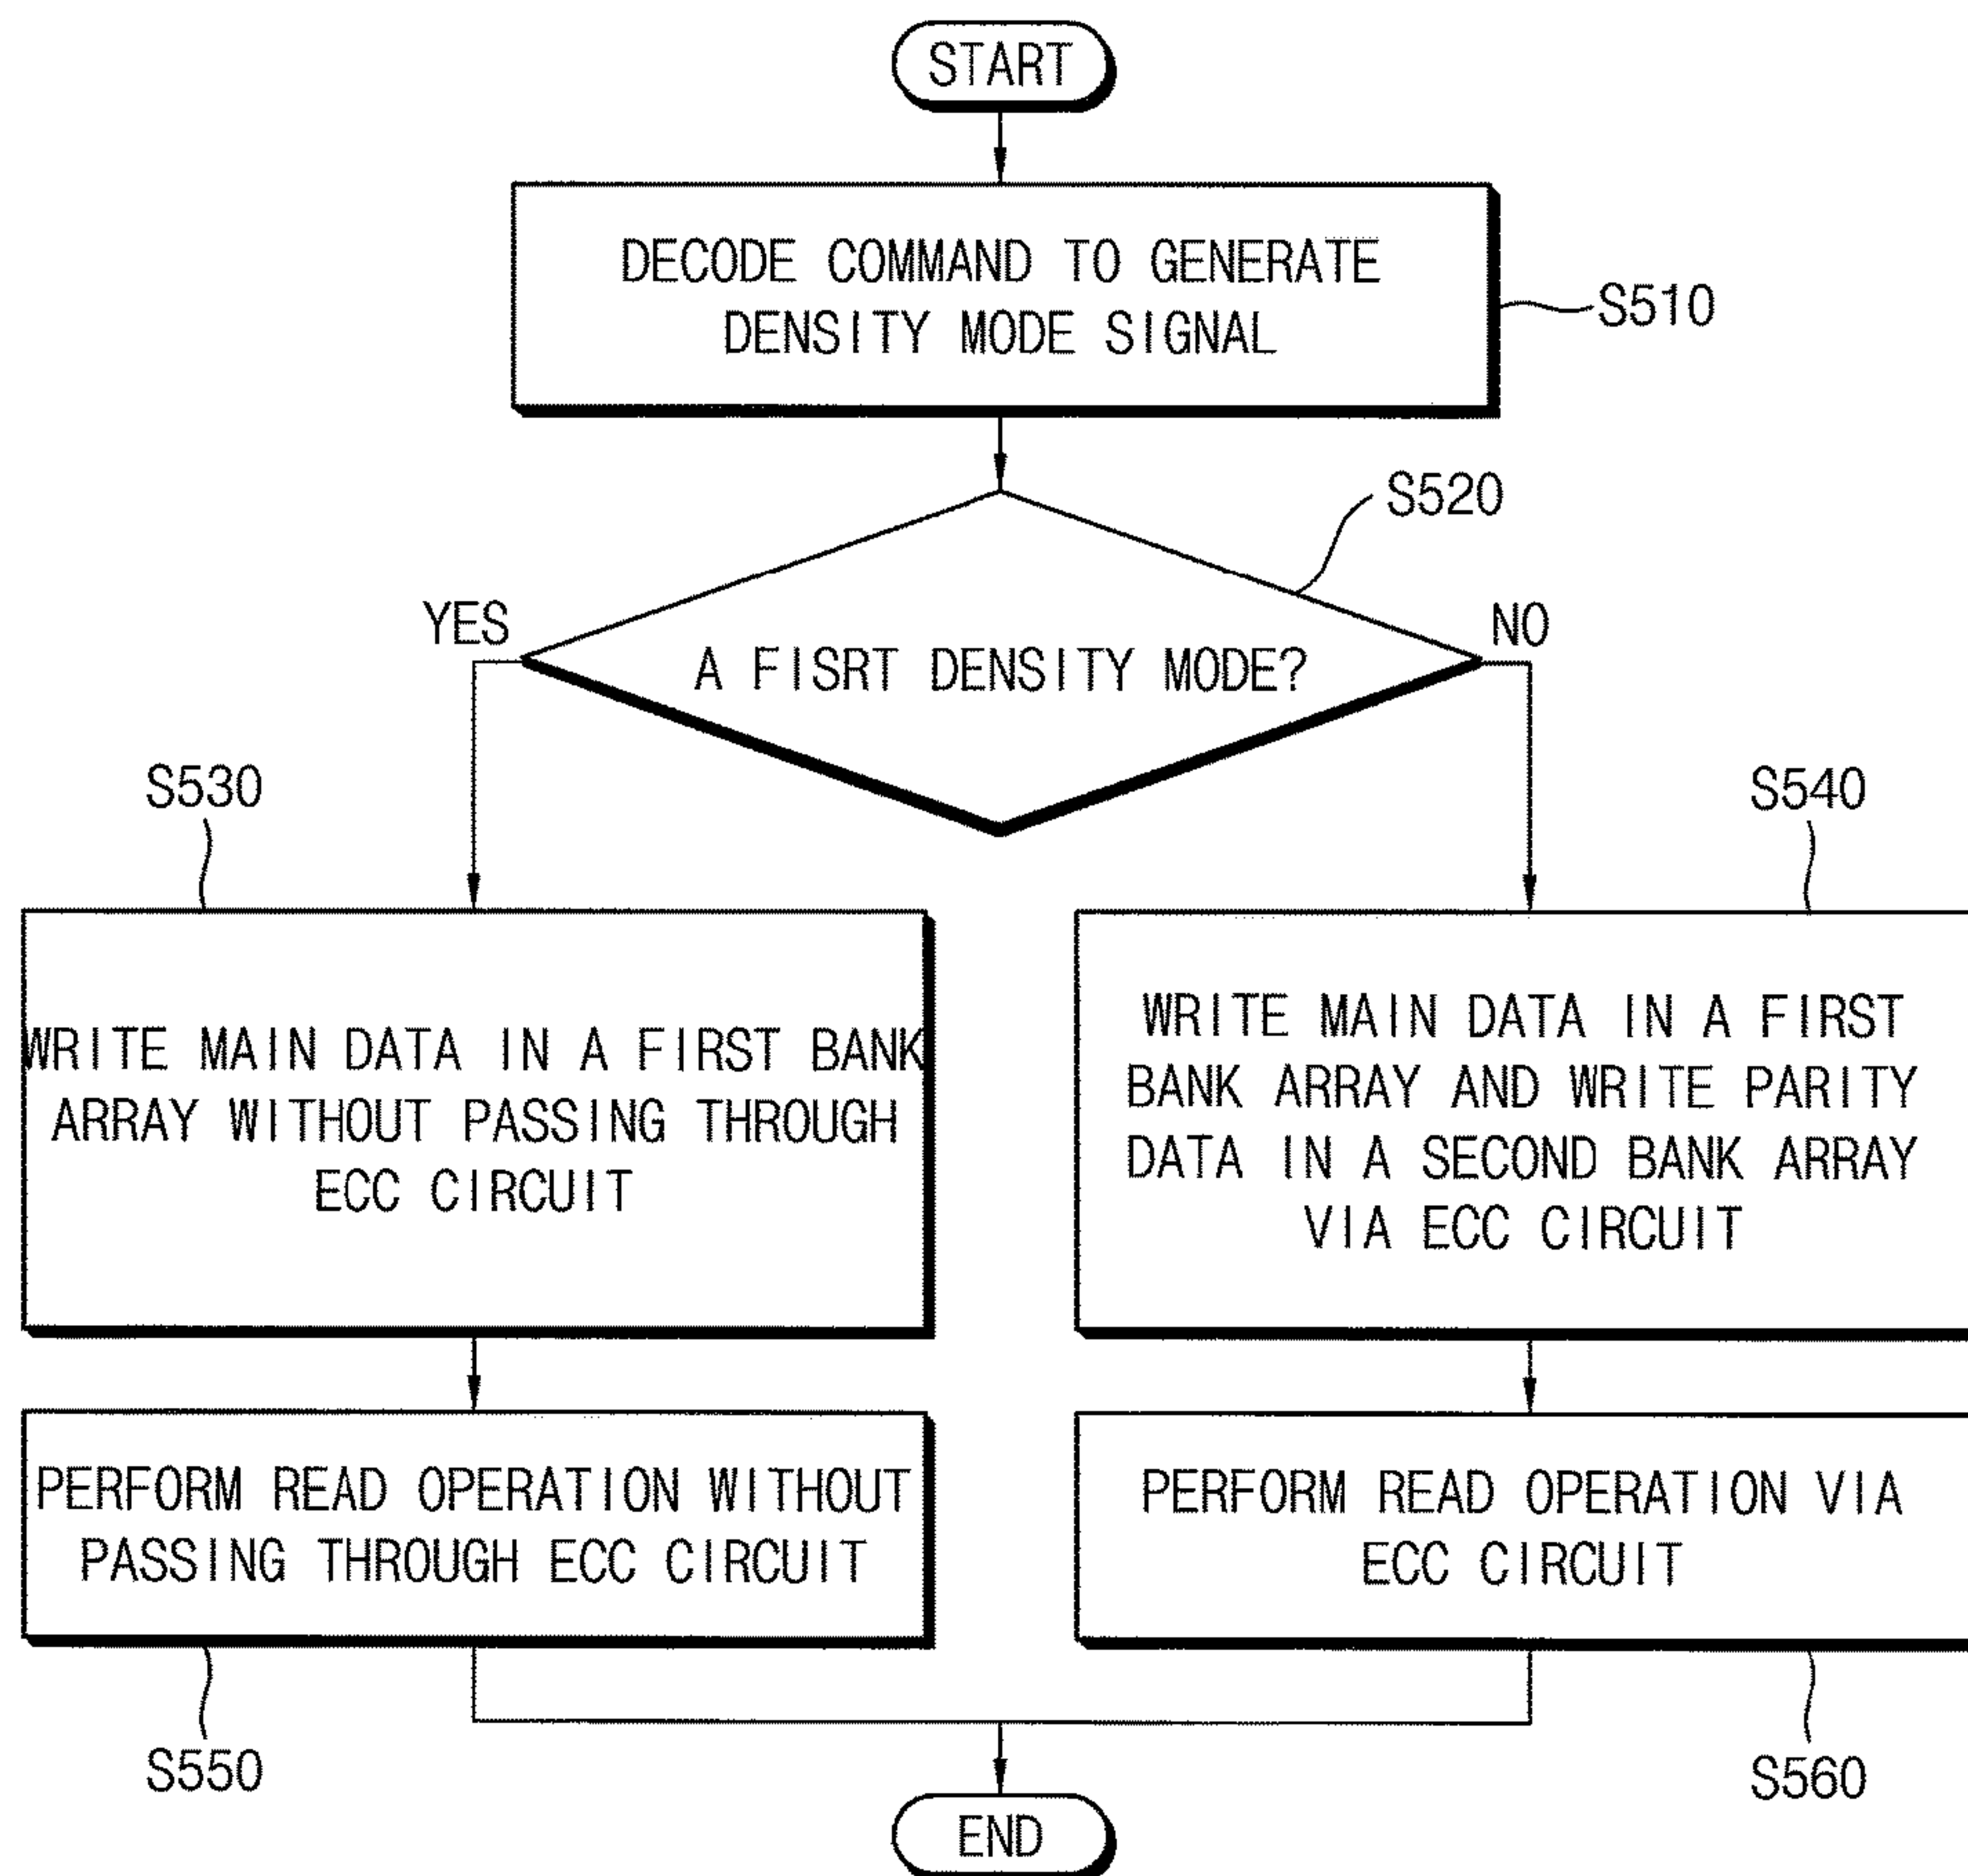 START
DECODE COMMAND TO GENERATE
DENSITY MODE SIGNAL
S510
S520
YES
A FISRT DENSITY MODE?
NO
S530
S540
WRITE MAIN DATA IN A FIRST BANK
ARRAY WITHOUT PASSING THROUGH
ECC CIRCUIT
WRITE MAIN DATA IN A FIRST
BANK ARRAY AND WRITE PARITY
DATA IN A SECOND BANK ARRAY
VIA ECC CIRCUIT
PERFORM READ OPERATION WITHOUT
PASSING THROUGH ECC CIRCUIT
PERFORM READ OPERATION VIA
ECC CIRCUIT
S550
S560
END